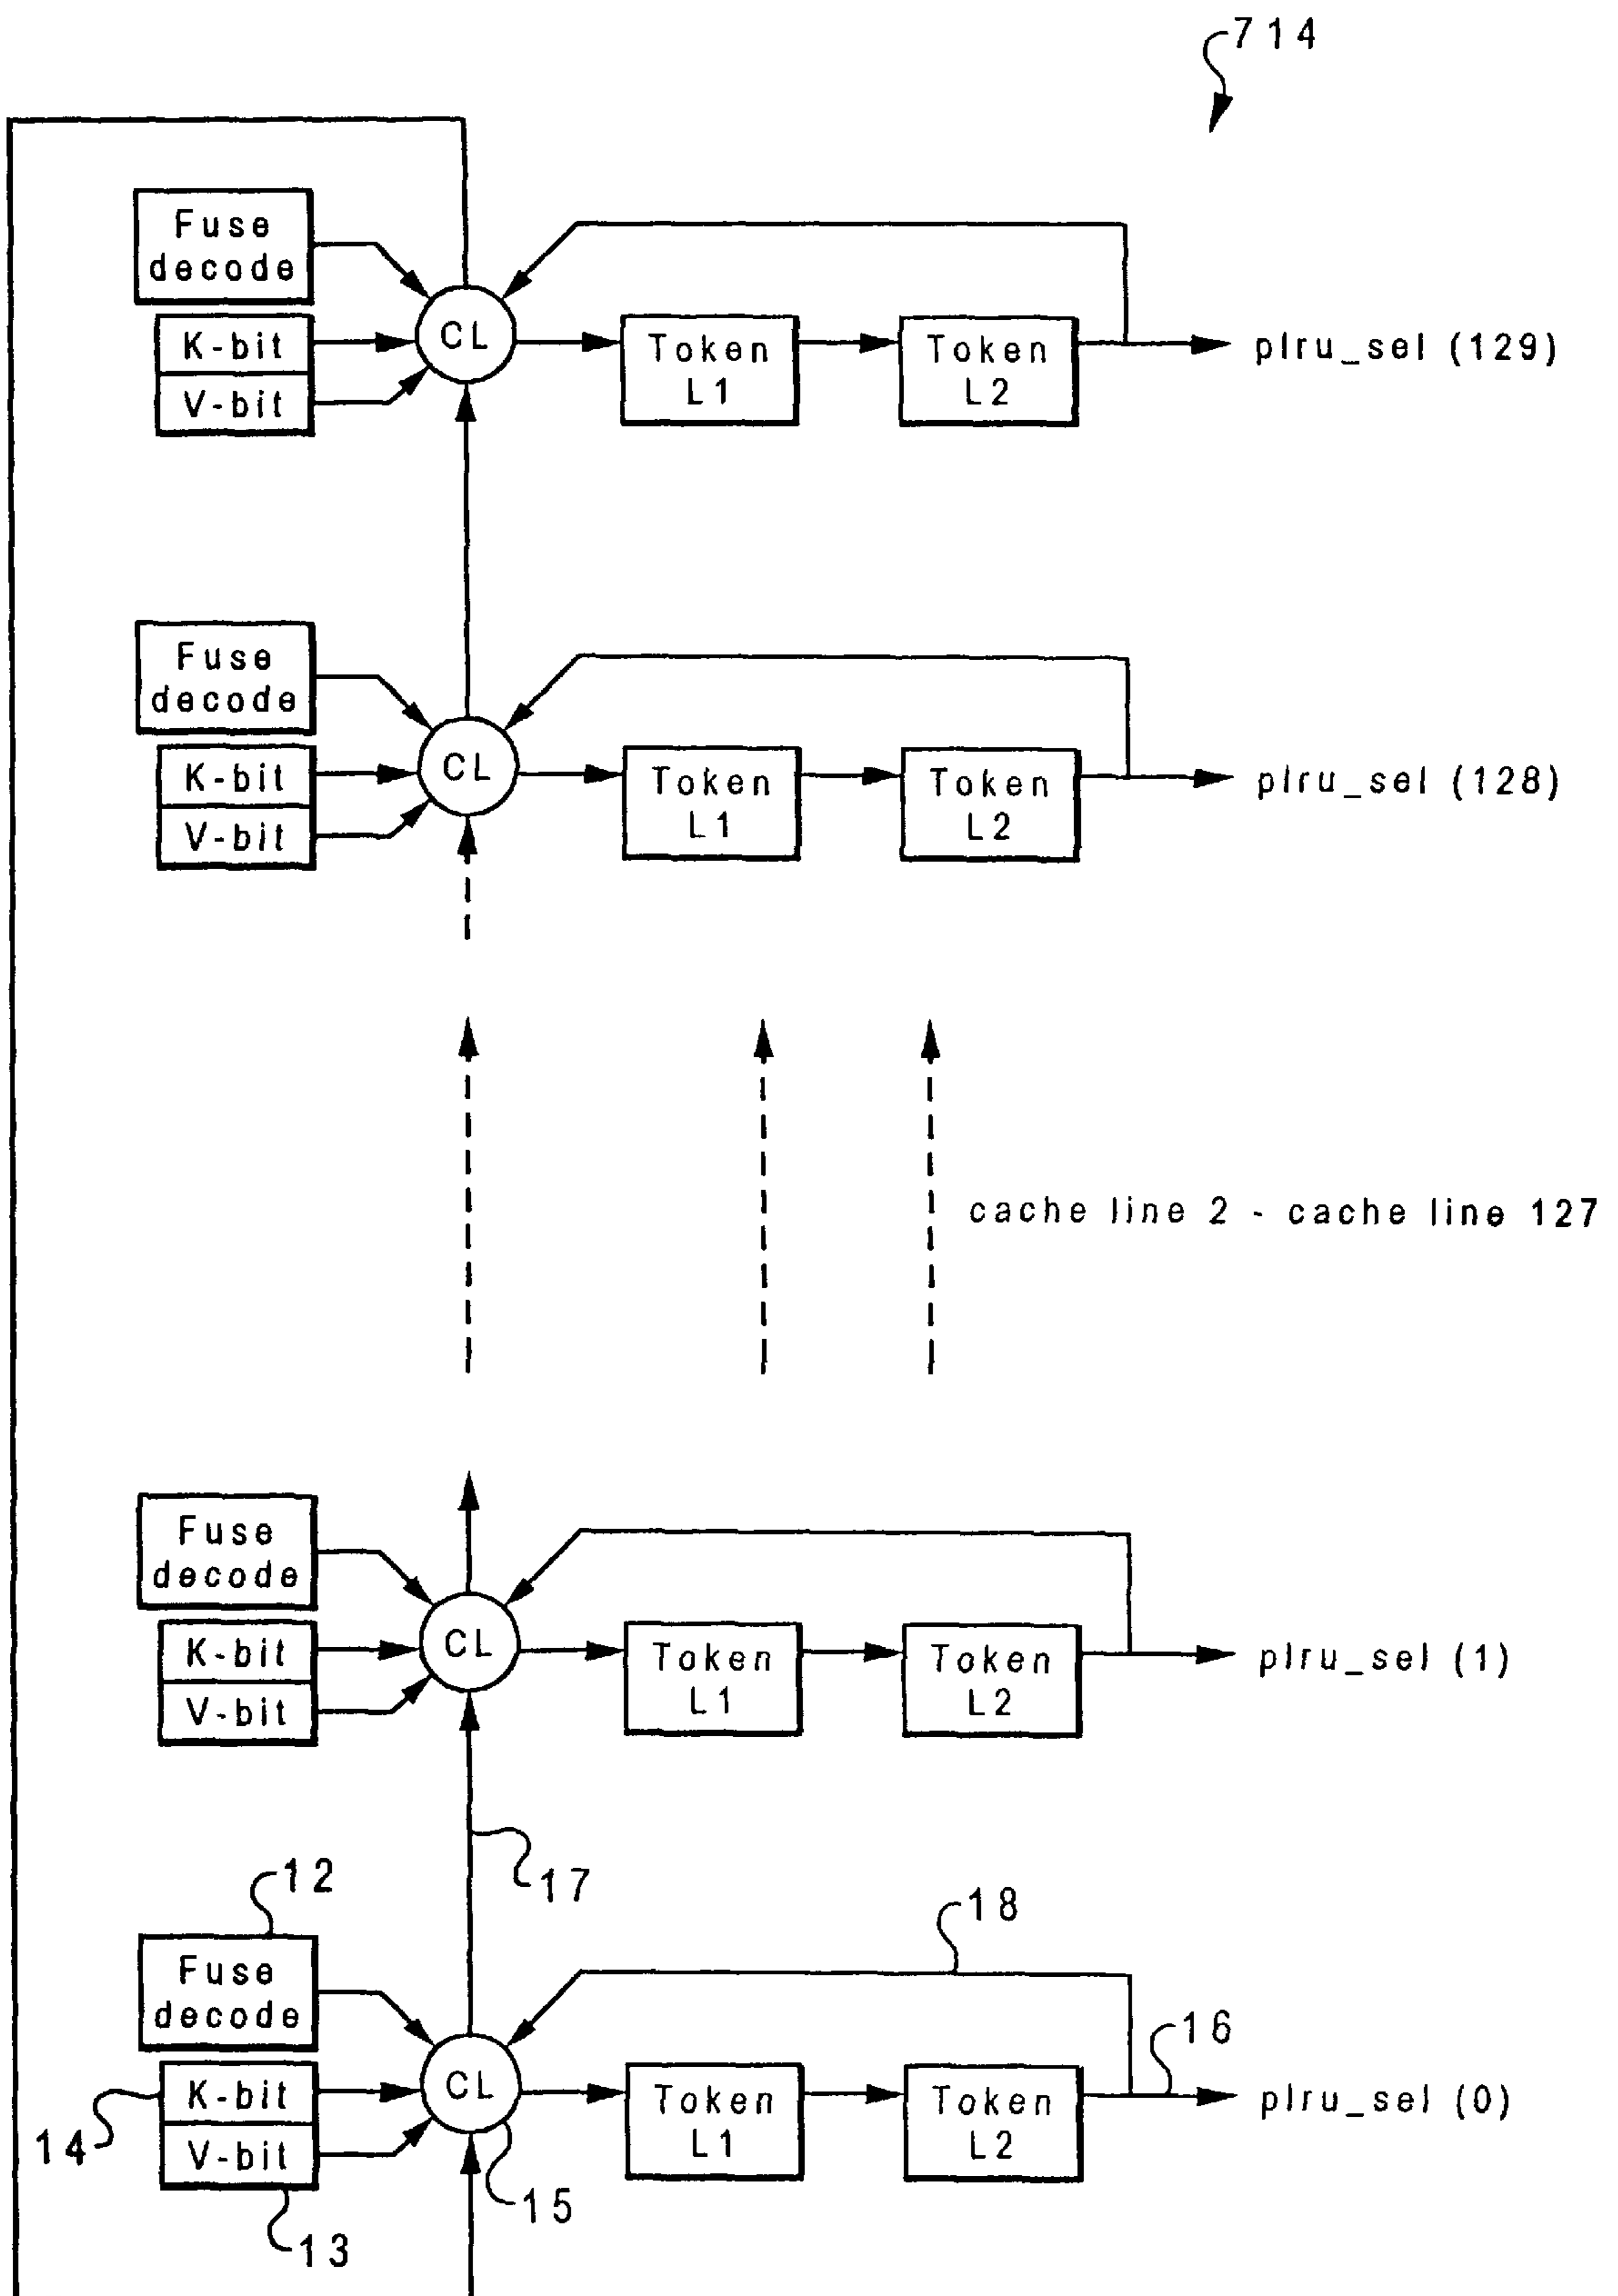 714
Fuse
decode
K-bit
V-bit
CL
Token
L1
Token
L2
plru_sel (129)
Fuse
decode
K-bit
V-bit
CL
Token
L1
Token
L2
plru_sel (128)
cache line 2 - cache line 127
Fuse
decode
K-bit
V-bit
CL
Token
L1
Token
L2
plru_sel (1)
17
12
18
Fuse
decode
16
K-bit
V-bit
CL
Token
L1
Token
L2
plru_sel (0)
14
15
13